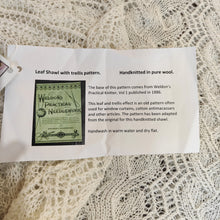 Leaf Shawl with trellis pattern. Handknitted in pure wool.
The base of this pattern comes from Weldon's
Practical Knitter, Vol 1 published in 1886.
This leaf and trellis effect is an old pattern often
used for window curtains, cotton antimacassers
and other articles. The pattern has been adapted
from the original for this handknitted shawl.
Handwash in warm water and dry flat.
WELDON'S
PRACTICAL
NEEDLEWORK